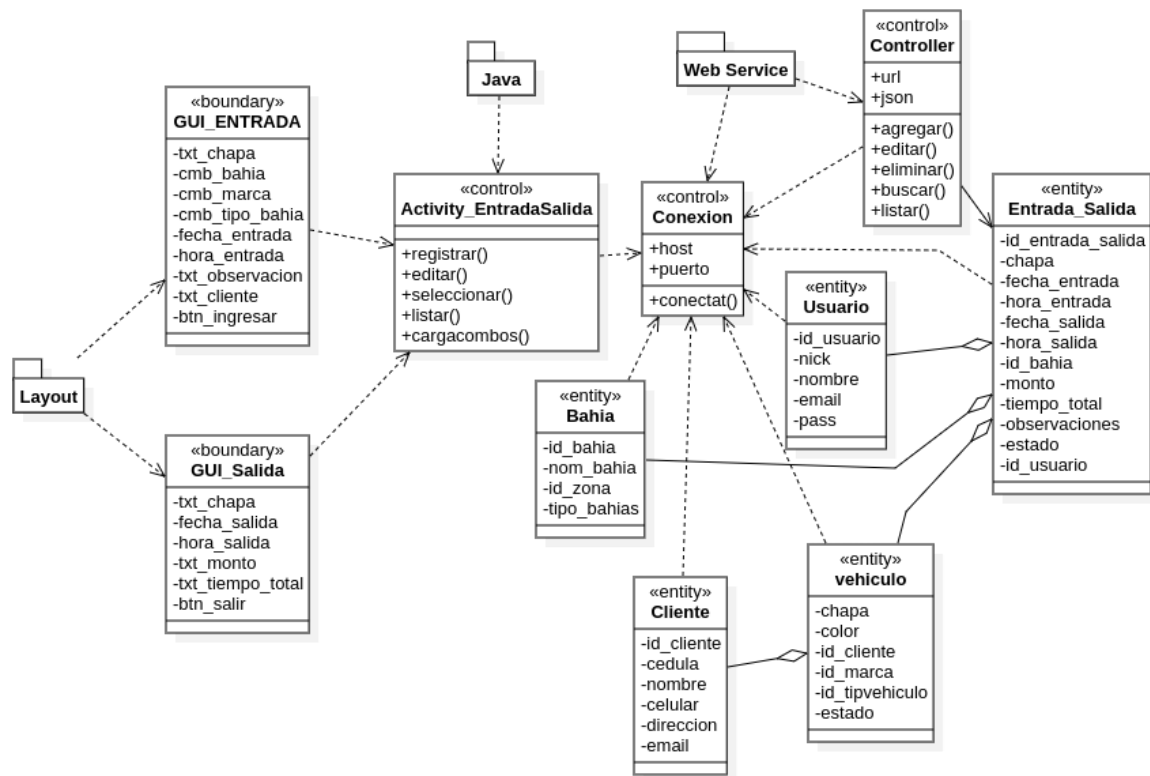 Layout
«boundary»
GUI_ENTRADA
-txt_chapa
-cmb_bahia
-cmb_marca
-cmb_tipo_bahia
-fecha_entrada
-hora_entrada
-txt_observacion
-txt_cliente
-btn_ingresar
«boundary»
GUI_Salida
-txt_chapa
-fecha_salida
-hora_salida
-txt_monto
-txt_tiempo_total
-btn_salir
Java
«control»
Activity_EntradaSalida
+registrar()
+editar()
+seleccionar()
+listar()
+cargacombos()
Web Service
«control»
Controller
+url
+json
+agregar()
+editar()
+eliminar()
+buscar()
+listar()
«control»
Conexion
+host
+puerto
+conectat()
«entity»
Entrada_Salida
-id_entrada_salida
-chapa
-fecha_entrada
-hora_entrada
-fecha_salida
-hora_salida
-id_bahia
-monto
-tiempo_total
-observaciones
-estado
-id_usuario
«entity»
Usuario
-id_usuario
-nick
-nombre
-email
-pass
«entity»
Bahia
-id_bahia
-nom_bahia
-id_zona
-tipo_bahias
«entity»
Cliente
-id_cliente
-cedula
-nombre
-celular
-direccion
-email
«entity»
vehiculo
-chapa
-color
-id_cliente
-id_marca
-id_tipvehiculo
-estado